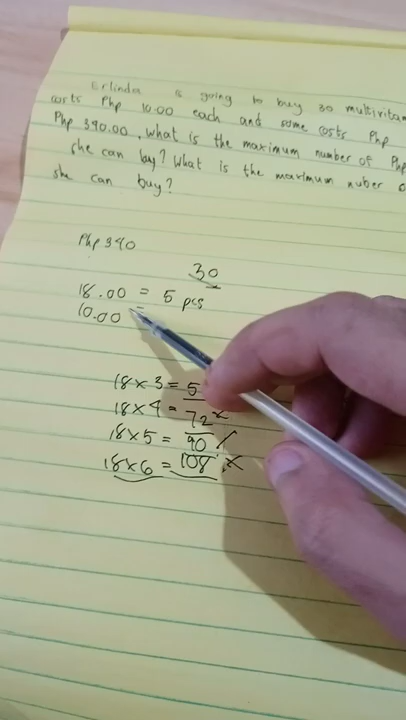 Erlinda is going to buy 30 multivita
costs Php 10.00 each and some costs Php
Php 390.00. What is the maximum number of Php
she can buy? What is the maximum nuber o
she can buy?
Php 390
30
18.00 = 5 pcs
10.00 =
18x3 = 5
18x4 = 72 x
18x5 = 90 /
18x6 = 108 x